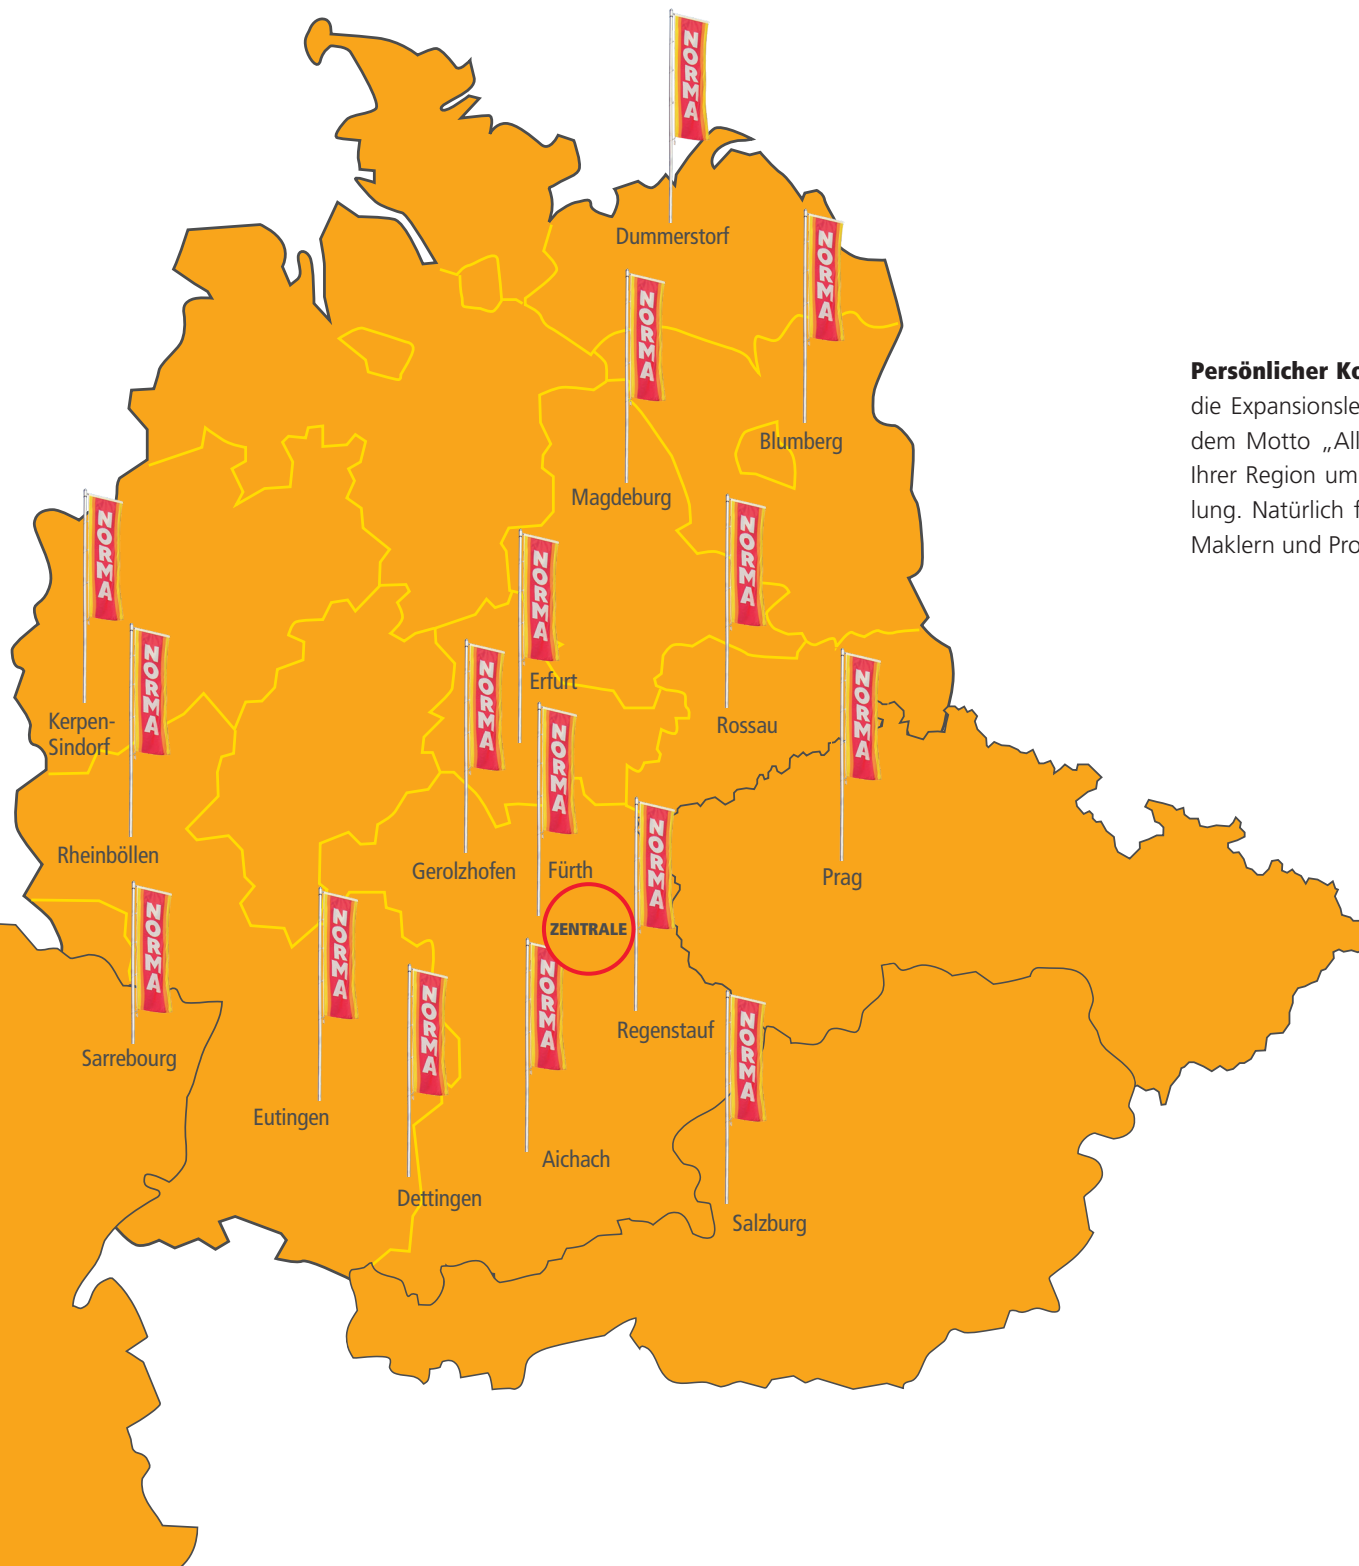 NORMA
Dummerstorf
NORMA
Blumberg
NORMA
Magdeburg
Persönlicher Ko
die Expansionsle
dem Motto „All
Ihrer Region um
lung. Natürlich f
Maklern und Pro
NORMA
Kerpen-
Sindorf
NORMA
Rossau
NORMA
Erfurt
NORMA
Rheinböllen
NORMA
Gerolzhofen
NORMA
Prag
NORMA
Fürth
ZENTRALE
NORMA
Regenstauf
NORMA
Sarrebourg
NORMA
Eutingen
NORMA
Aichach
NORMA
Dettingen
NORMA
Salzburg